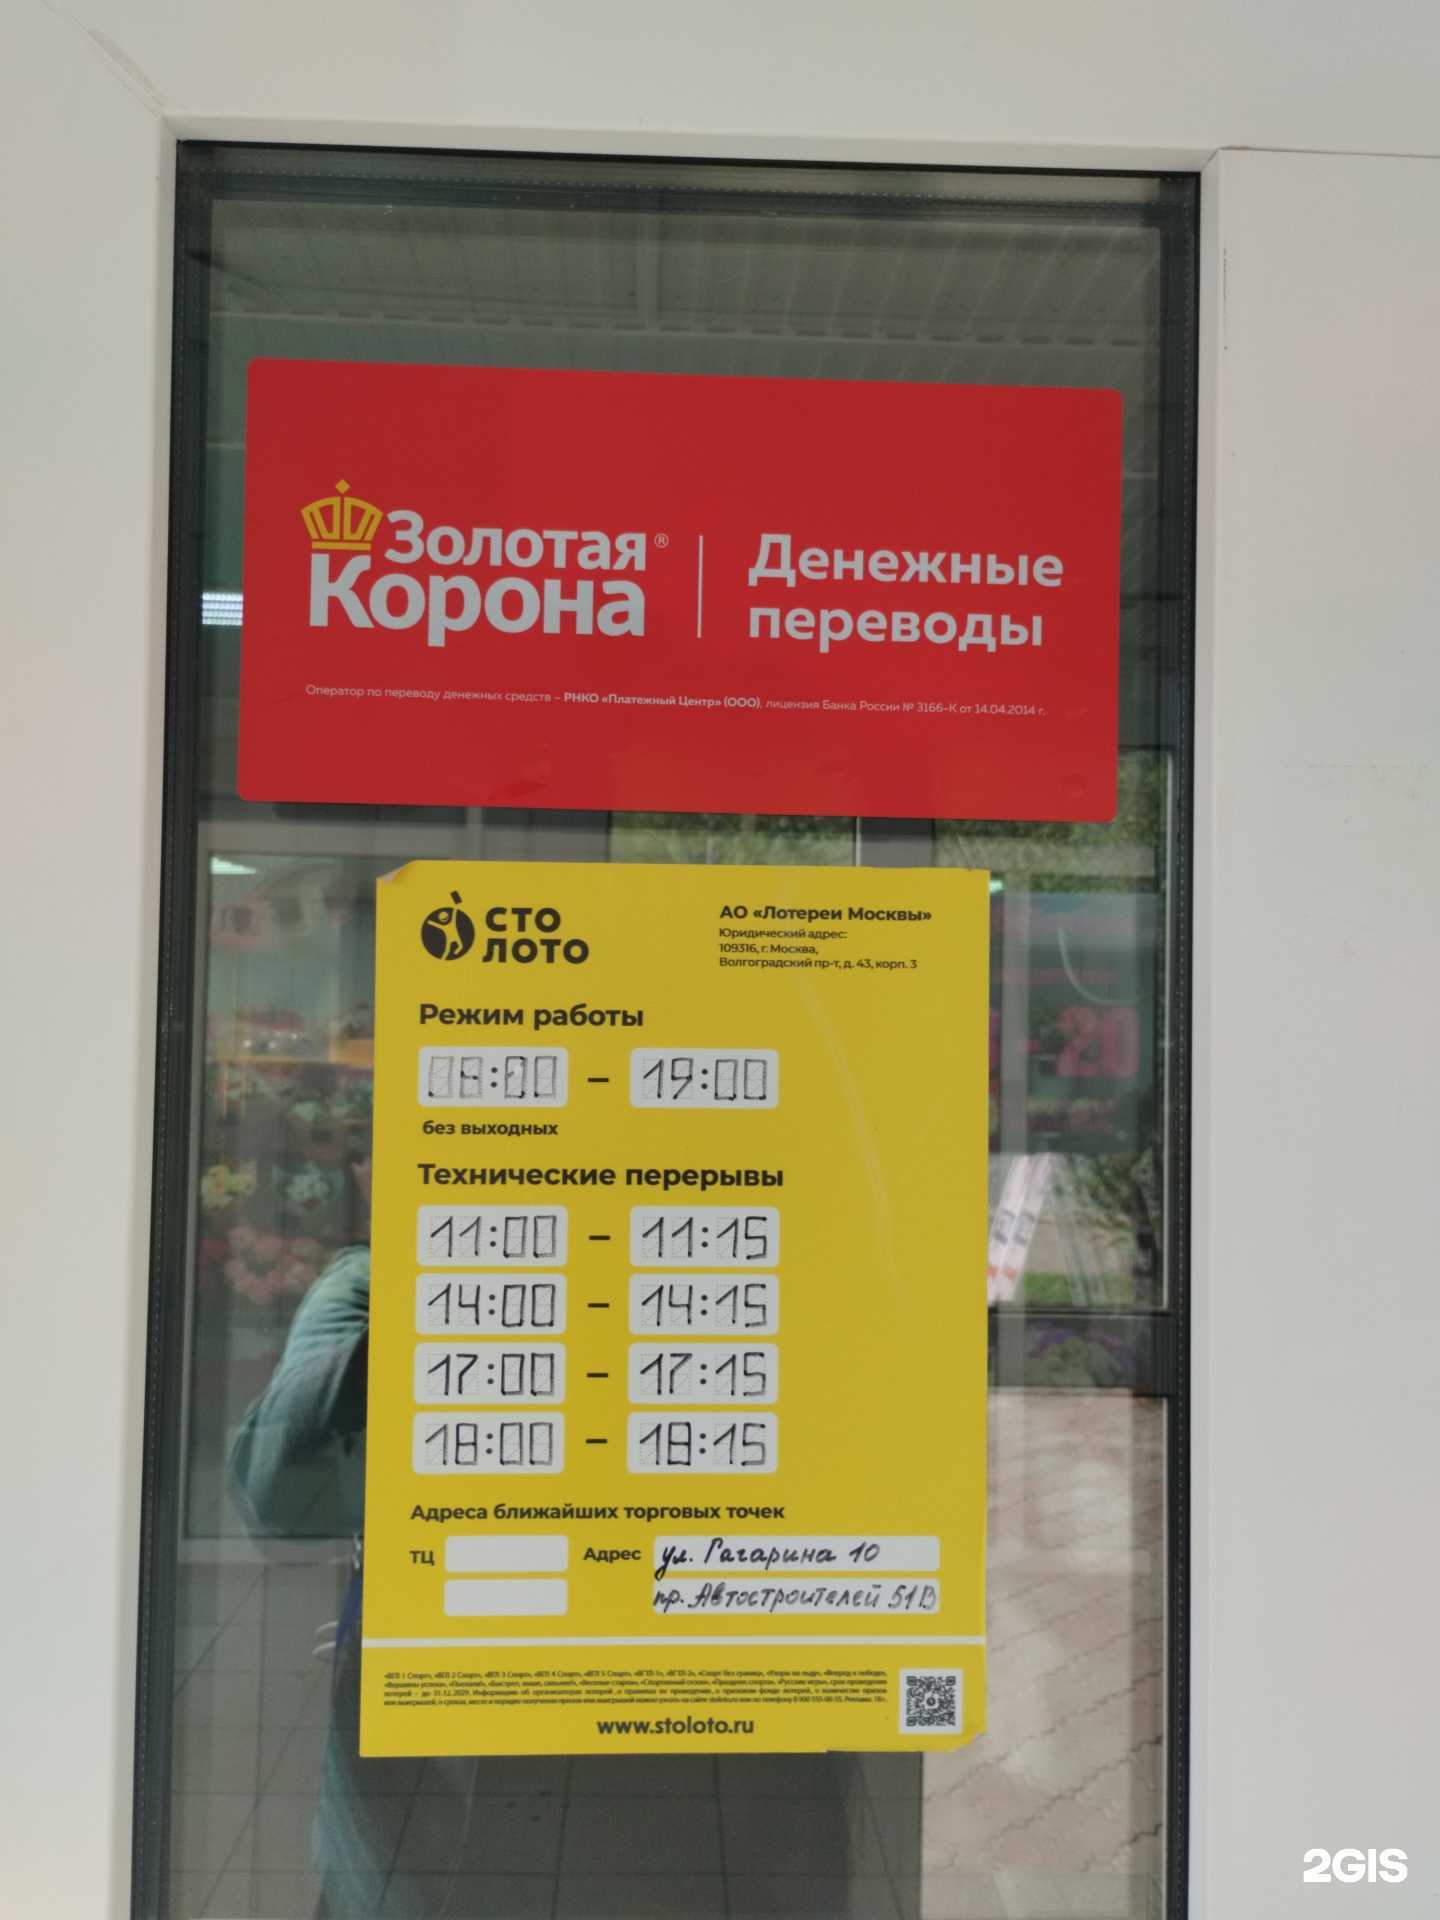 Золотая®
Корона
Денежные
переводы
Оператор по переводу денежных средств – РНКО «Платежный Центр» (ООО), лицензия Банка России № 3166-К от 14.04.2014 г.
СТО
ЛОТО
АО «Лотереи Москвы»
Юридический адрес:
109316, г. Москва,
Волгоградский пр-т, д. 43, корп. 3
Режим работы
– 19:00
без выходных
Технические перерывы
11:00 – 11:15
14:00 – 14:15
17:00 – 17:15
18:00 – 18:15
Адреса ближайших торговых точек
ТЦ Адрес ул. Гагарина 10
пр. Автостроителей 51В
www.stoloto.ru
2GIS